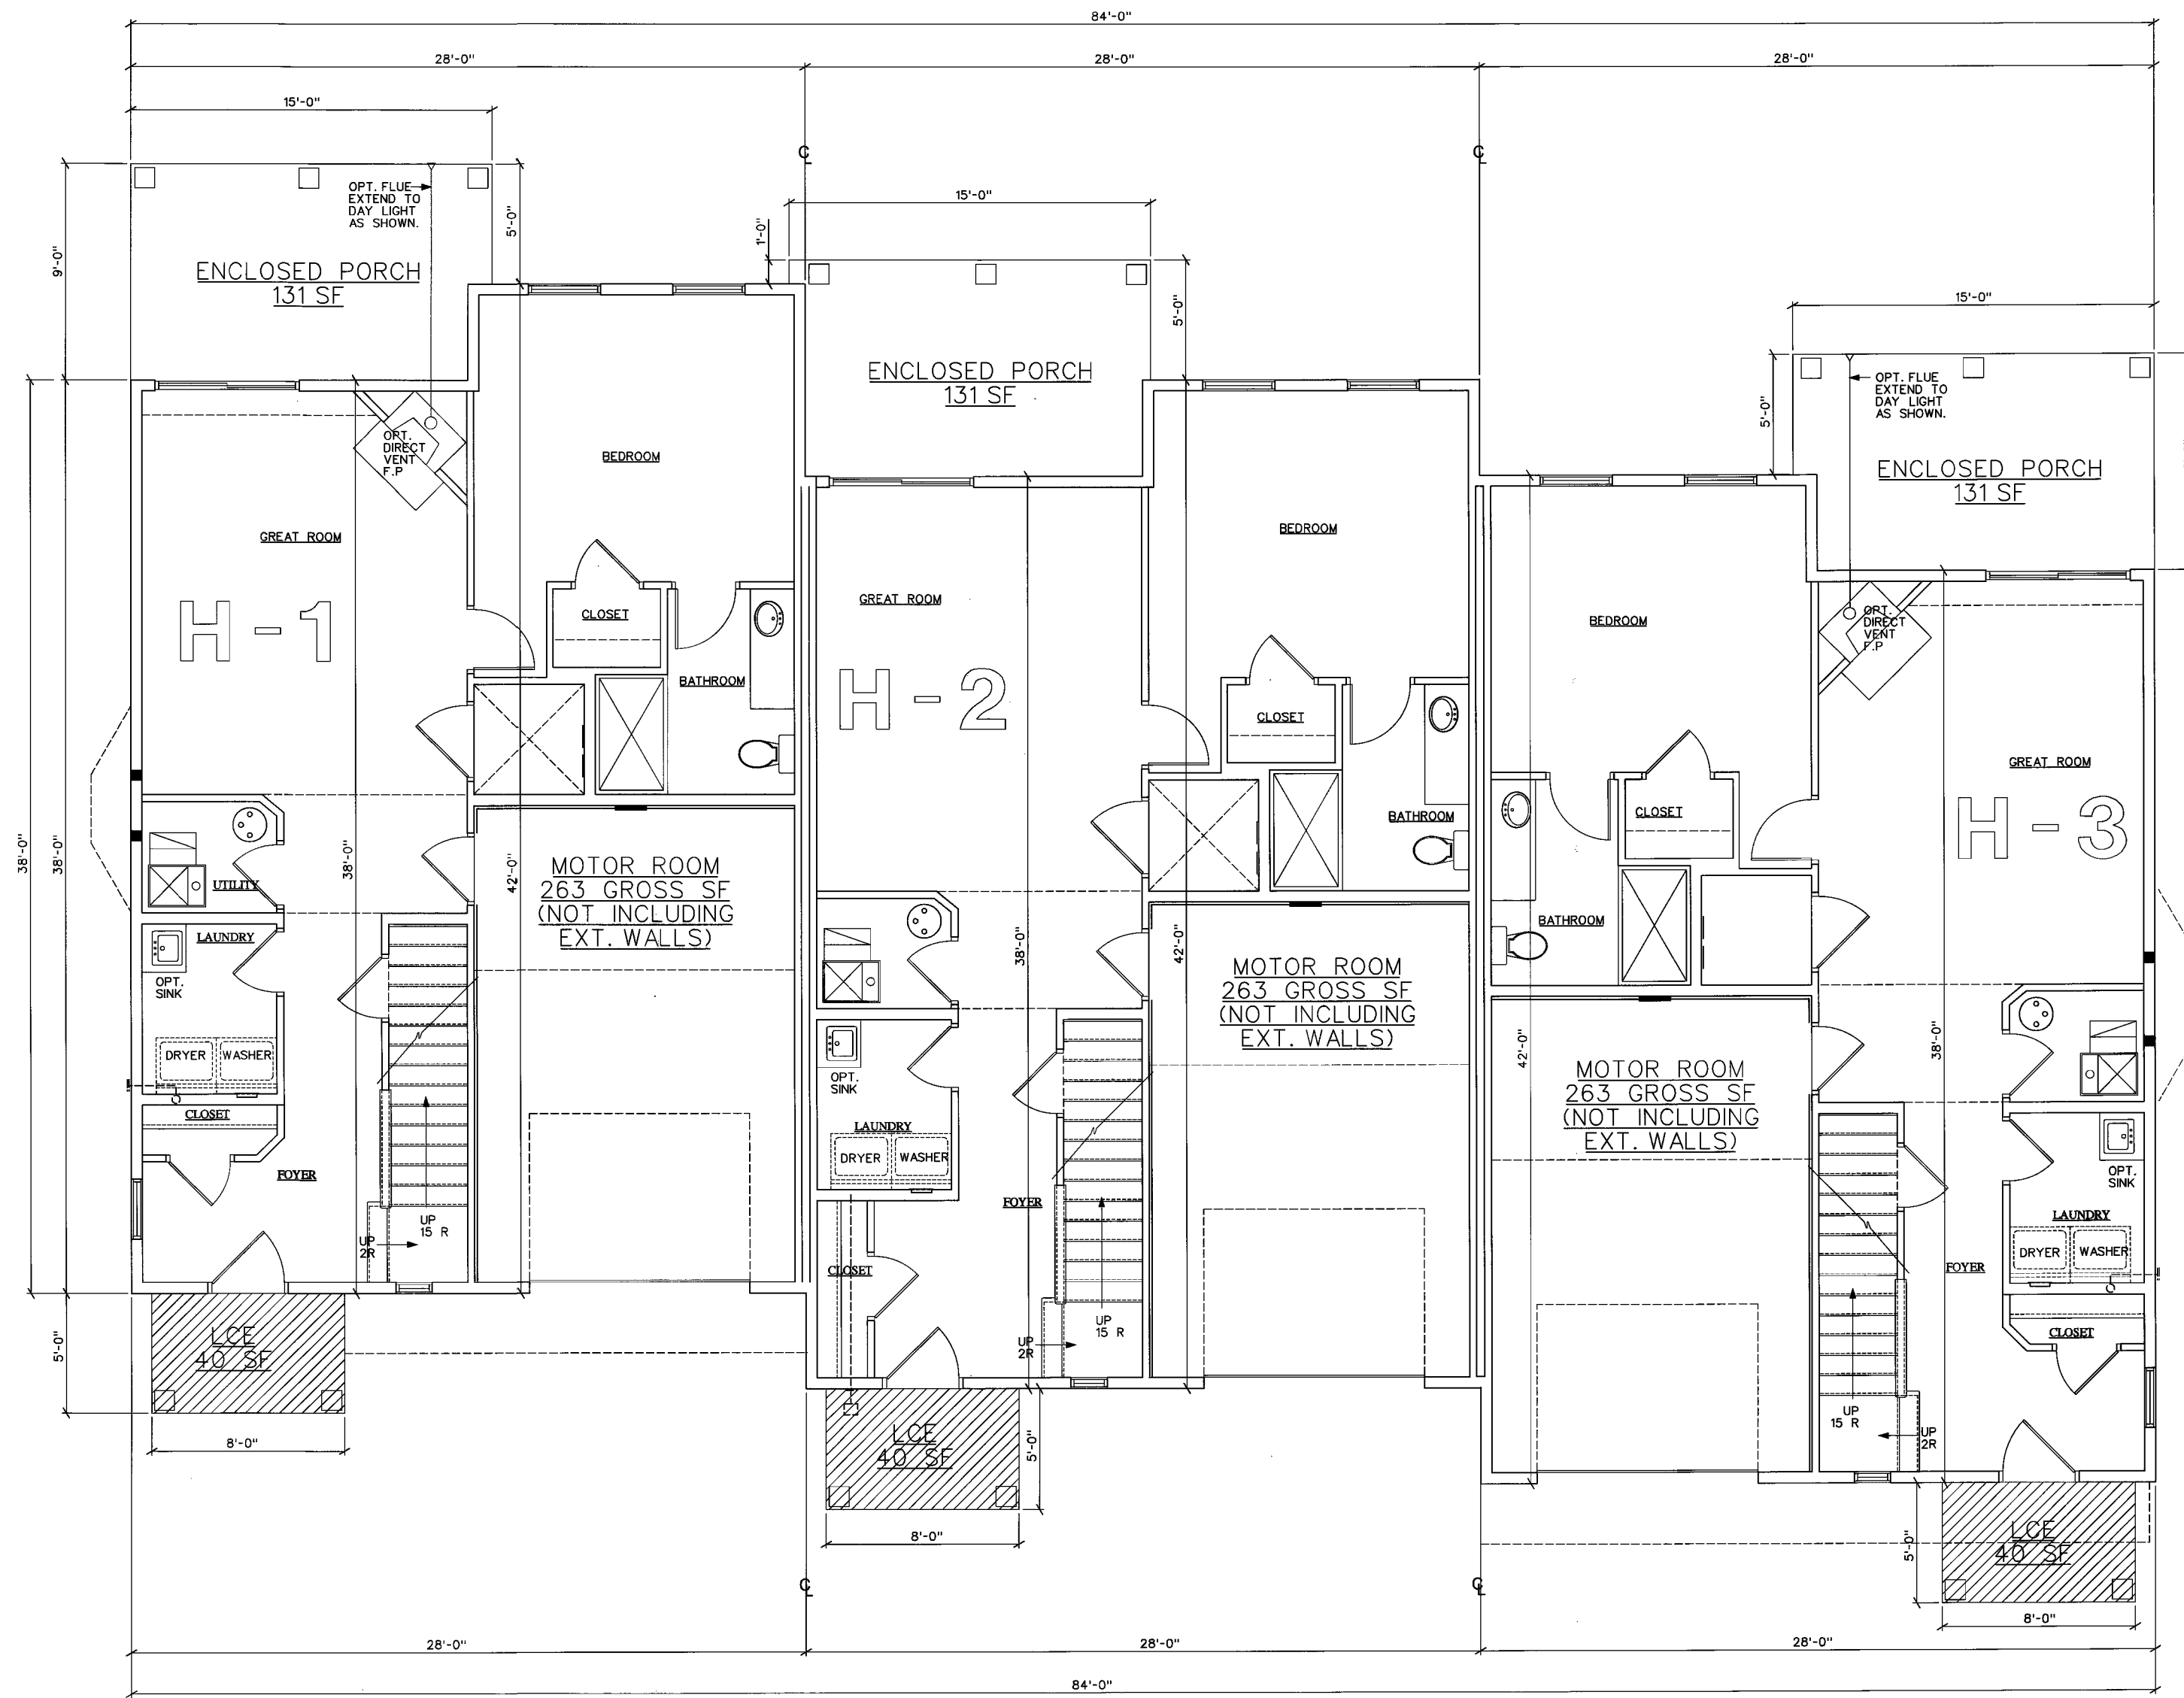 84'-0"
28'-0"
28'-0"
28'-0"
15'-0"
9'-0"
OPT. FLUE
EXTEND TO
DAY LIGHT
AS SHOWN.
5'-0"
ENCLOSED PORCH
131 SF
℄
℄
15'-0"
1'-0"
5'-0"
ENCLOSED PORCH
131 SF
15'-0"
5'-0"
OPT. FLUE
EXTEND TO
DAY LIGHT
AS SHOWN.
ENCLOSED PORCH
131 SF
OPT.
DIRECT
VENT
F.P
BEDROOM
GREAT ROOM
H-1
CLOSET
BATHROOM
38'-0"
38'-0"
38'-0"
42'-0"
UTILITY
LAUNDRY
OPT.
SINK
DRYER
WASHER
CLOSET
FOYER
UP
15 R
UP
2R
MOTOR ROOM
263 GROSS SF
(NOT INCLUDING
EXT. WALLS)
5'-0"
LCE
40 SF
8'-0"
BEDROOM
GREAT ROOM
H-2
CLOSET
BATHROOM
38'-0"
42'-0"
OPT.
SINK
LAUNDRY
DRYER
WASHER
FOYER
CLOSET
UP
15 R
UP
2R
MOTOR ROOM
263 GROSS SF
(NOT INCLUDING
EXT. WALLS)
LCE
40 SF
5'-0"
8'-0"
OPT.
DIRECT
VENT
F.P
BEDROOM
GREAT ROOM
H-3
CLOSET
BATHROOM
42'-0"
38'-0"
MOTOR ROOM
263 GROSS SF
(NOT INCLUDING
EXT. WALLS)
OPT.
SINK
LAUNDRY
DRYER
WASHER
FOYER
CLOSET
UP
15 R
UP
2R
5'-0"
LCE
40 SF
8'-0"
℄
℄
28'-0"
28'-0"
28'-0"
84'-0"